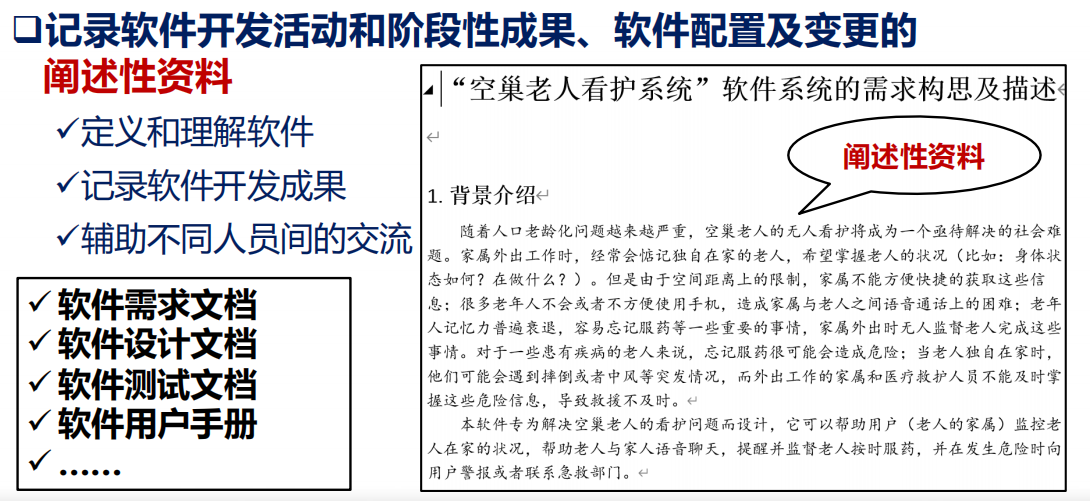 ❑记录软件开发活动和阶段性成果、软件配置及变更的
阐述性资料
✓定义和理解软件
✓记录软件开发成果
✓辅助不同人员间的交流
✓软件需求文档
✓软件设计文档
✓软件测试文档
✓软件用户手册
✓……
“空巢老人看护系统”软件系统的需求构思及描述
阐述性资料
1. 背景介绍
随着人口老龄化问题越来越严重，空巢老人的无人看护将成为一个亟待解决的社会难
题。家属外出工作时，经常会惦记独自在家的老人，希望掌握老人的状况（比如：身体状
态如何？在做什么？）。但是由于空间距离上的限制，家属不能方便快捷的获取这些信
息；很多老年人不会或者不方便使用手机，造成家属与老人之间语音通话上的困难；老年
人记忆力普遍衰退，容易忘记服药等一些重要的事情，家属外出时无人监督老人完成这些
事情。对于一些患有疾病的老人来说，忘记服药很可能会造成危险；当老人独自在家时，
他们可能会遇到摔倒或者中风等突发情况，而外出工作的家属和医疗救护人员不能及时掌
握这些危险信息，导致救援不及时。
本软件专为解决空巢老人的看护问题而设计，它可以帮助用户（老人的家属）监控老
人在家的状况，帮助老人与家人语音聊天，提醒并监督老人按时服药，并在发生危险时向
用户警报或者联系急救部门。